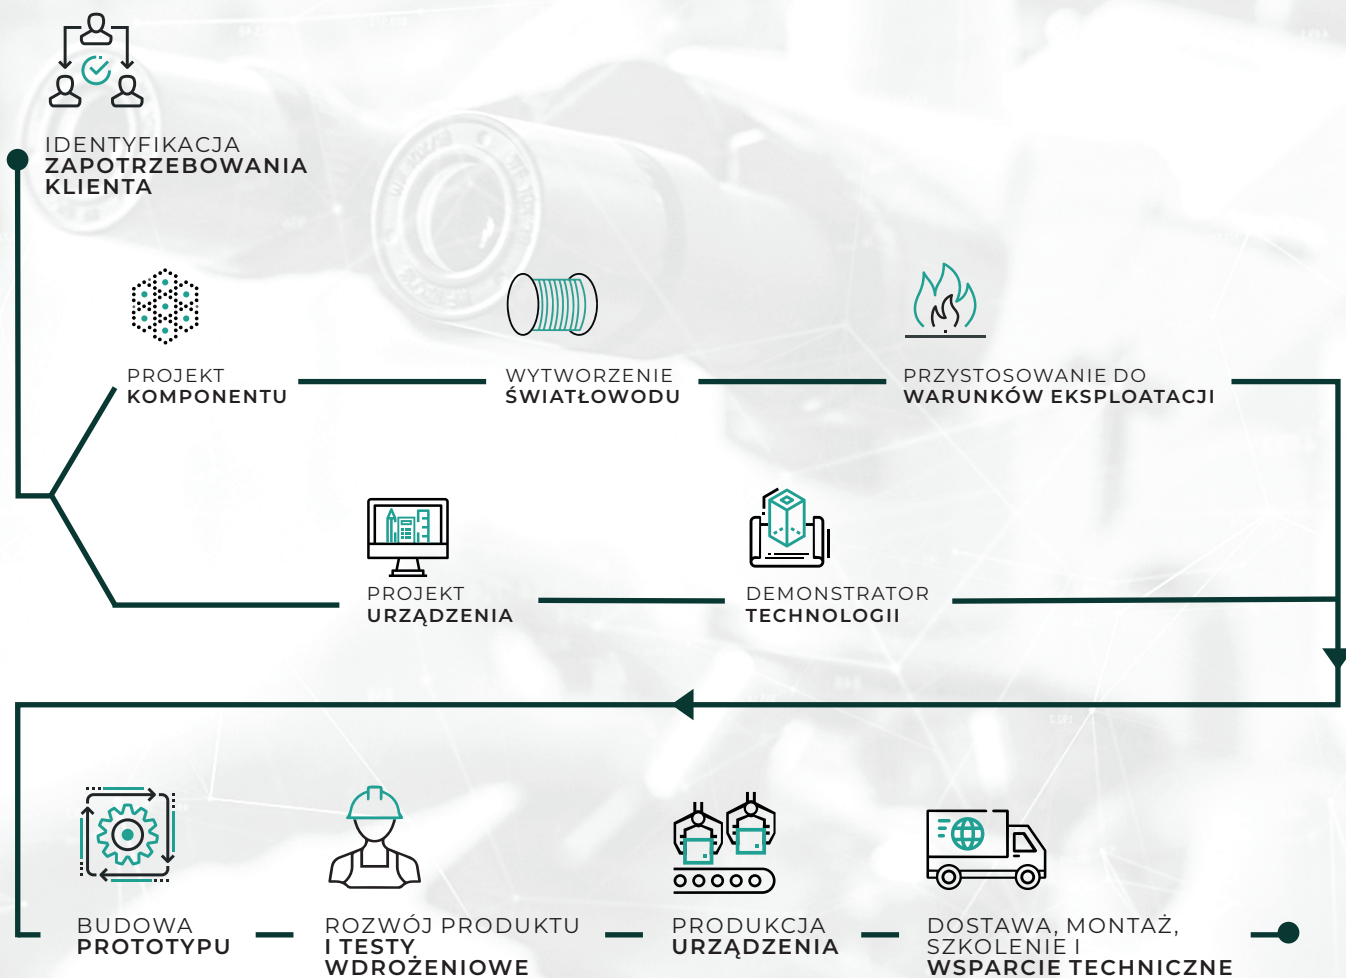 IDENTYFIKACJA
ZAPOTRZEBOWANIA
KLIENTA
PROJEKT
KOMPONENTU
WYTWORZENIE
ŚWIATŁOWODU
PRZYSTOSOWANIE DO
WARUNKÓW EKSPLOATACJI
PROJEKT
URZĄDZENIA
DEMONSTRATOR
TECHNOLOGII
BUDOWA
PROTOTYPU
ROZWÓJ PRODUKTU
I TESTY
WDROŻENIOWE
PRODUKCJA
URZĄDZENIA
DOSTAWA, MONTAŻ,
SZKOLENIE I
WSPARCIE TECHNICZNE